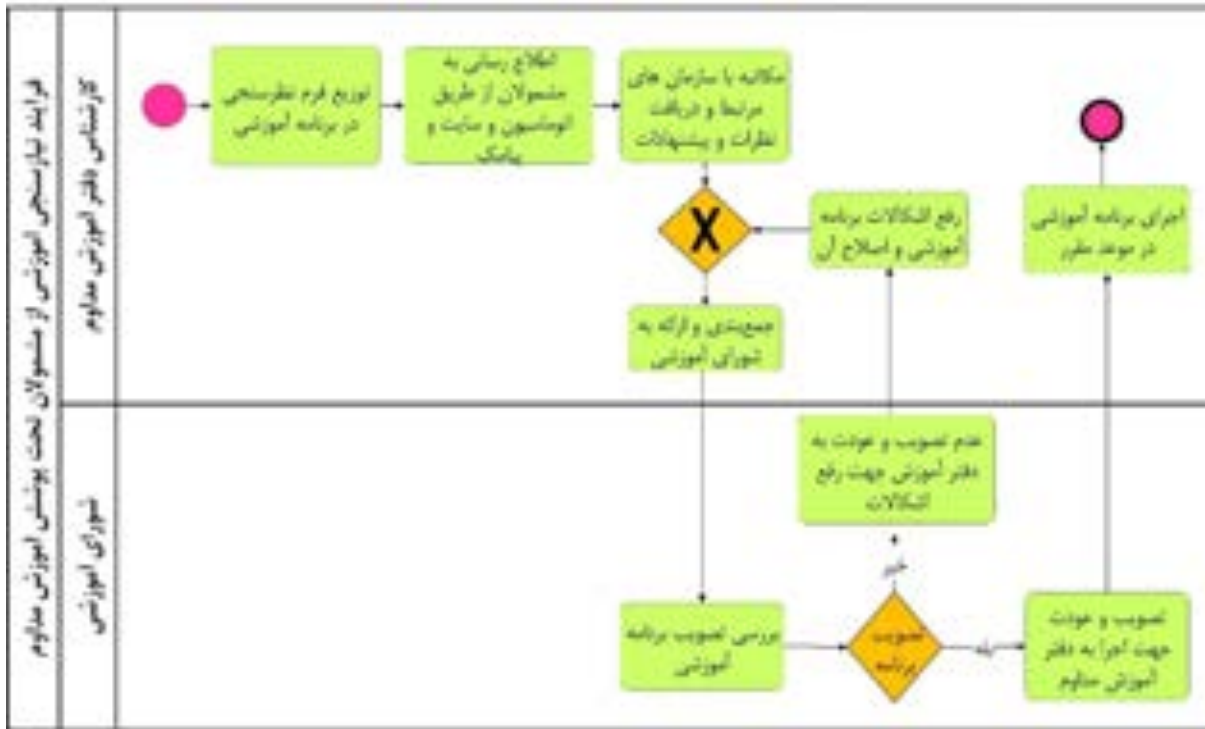 فرایند نیازسنجی آموزشی از مشمولان تحت پوشش آموزش مداوم
کارشناس دفتر آموزش مداوم
توزیع فرم نظرسنجی
در برنامه آموزشی
اطلاع رسانی به
مشمولان از طریق
اتوماسیون و سایت و
پیامک
مکاتبه با سازمان های
مرتبط و دریافت
نظرات و پیشنهادات
X
رفع اشکالات برنامه
آموزشی و اصلاح آن
اجرای برنامه آموزشی
در موعد مقرر
جمع‌بندی و ارائه به
شورای آموزشی
شورای آموزشی
عدم تصویب و عودت به
دفتر آموزش جهت رفع
اشکالات
خیر
بررسی تصویب برنامه
آموزشی
تصویب
برنامه
بله
تصویب و عودت
جهت اجرا به دفتر
آموزش مداوم